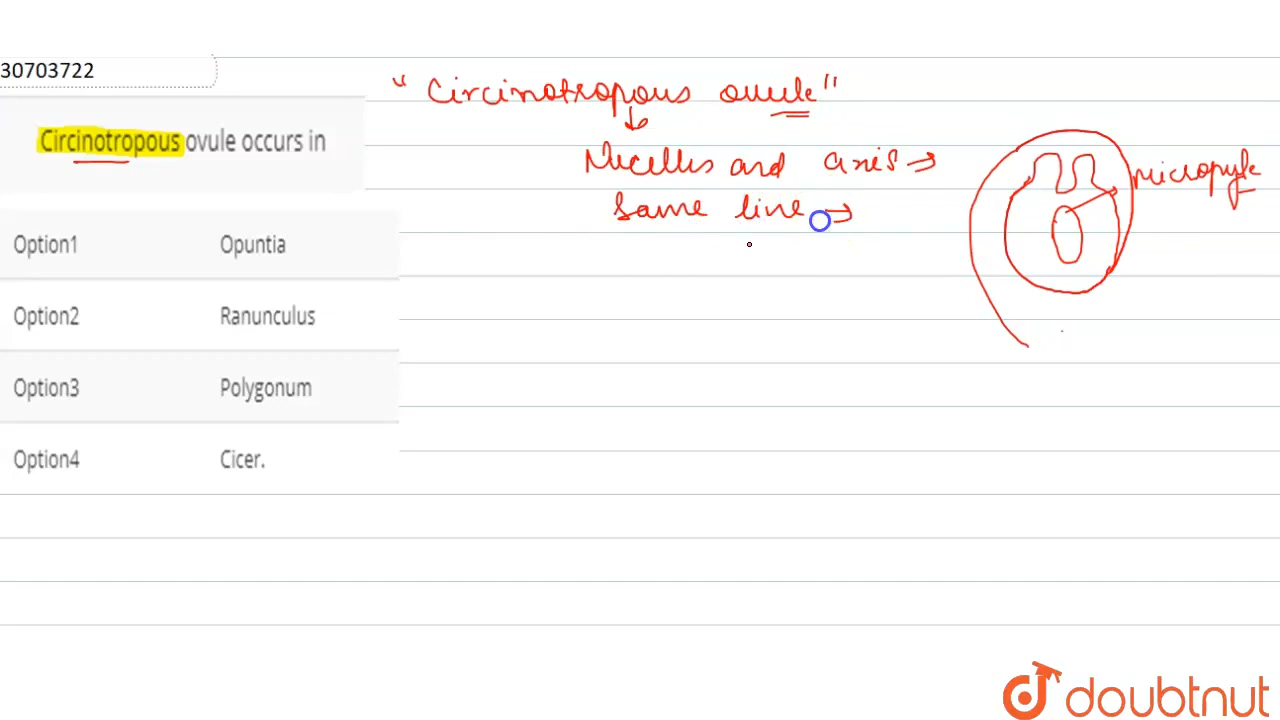 30703722
Circinotropous ovule occurs in
Option1 Opuntia
Option2 Ranunculus
Option3 Polygonum
Option4 Cicer.
"Circinotropous ovule"
↓
Nucellus and axis →
Same line →
micropyle
doubtnut